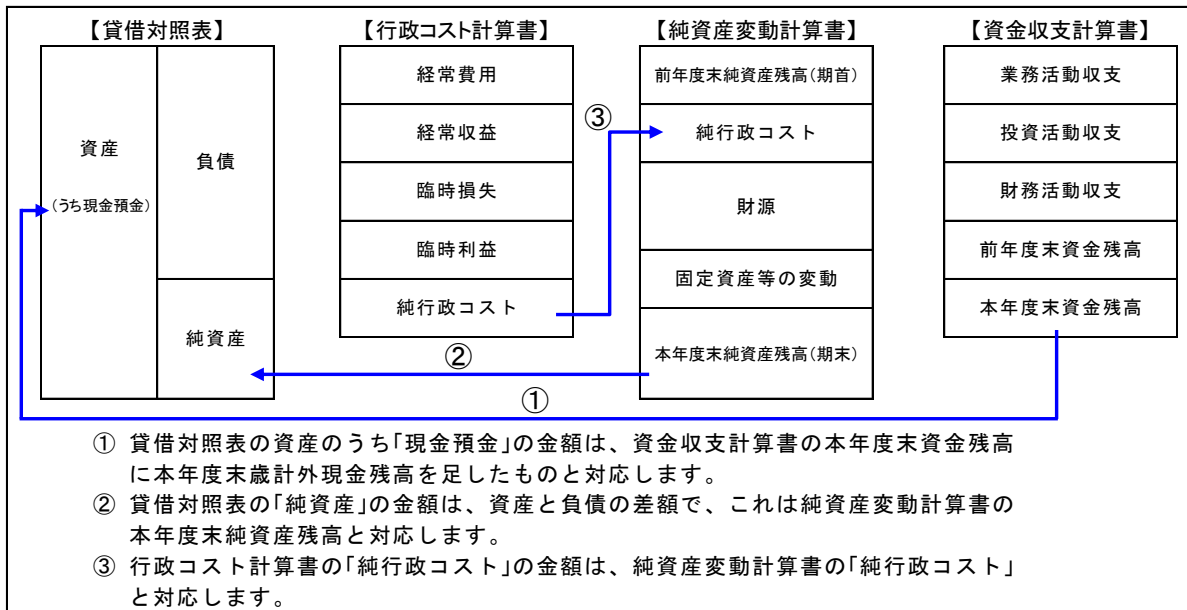 【貸借対照表】
【行政コスト計算書】
【純資産変動計算書】
【資金収支計算書】
資産
(うち現金預金)
負債
純資産
経常費用
経常収益
臨時損失
臨時利益
純行政コスト
前年度末純資産残高(期首)
純行政コスト
財源
固定資産等の変動
本年度末純資産残高(期末)
業務活動収支
投資活動収支
財務活動収支
前年度末資金残高
本年度末資金残高
③
②
①
① 貸借対照表の資産のうち「現金預金」の金額は、資金収支計算書の本年度末資金残高
に本年度末歳計外現金残高を足したものと対応します。
② 貸借対照表の「純資産」の金額は、資産と負債の差額で、これは純資産変動計算書の
本年度末純資産残高と対応します。
③ 行政コスト計算書の「純行政コスト」の金額は、純資産変動計算書の「純行政コスト」
と対応します。